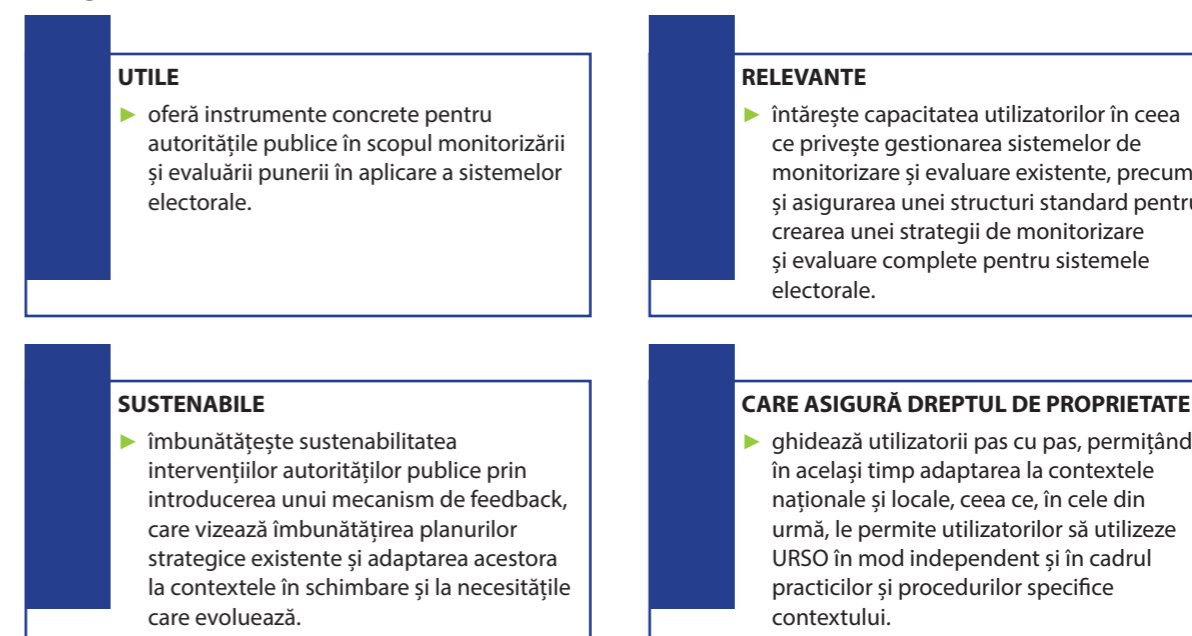 UTILE
► oferă instrumente concrete pentru
autoritățile publice în scopul monitorizării
și evaluării punerii în aplicare a sistemelor
electorale.
RELEVANTE
► întărește capacitatea utilizatorilor în ceea
ce privește gestionarea sistemelor de
monitorizare și evaluare existente, precum
și asigurarea unei structuri standard pentru
crearea unei strategii de monitorizare
și evaluare complete pentru sistemele
electorale.
SUSTENABILE
► îmbunătățește sustenabilitatea
intervențiilor autorităților publice prin
introducerea unui mecanism de feedback,
care vizează îmbunătățirea planurilor
strategice existente și adaptarea acestora
la contextele în schimbare și la necesitățile
care evoluează.
CARE ASIGURĂ DREPTUL DE PROPRIETATE
► ghidează utilizatorii pas cu pas, permițând
în același timp adaptarea la contextele
naționale și locale, ceea ce, în cele din
urmă, le permite utilizatorilor să utilizeze
URSO în mod independent și în cadrul
practicilor și procedurilor specifice
contextului.